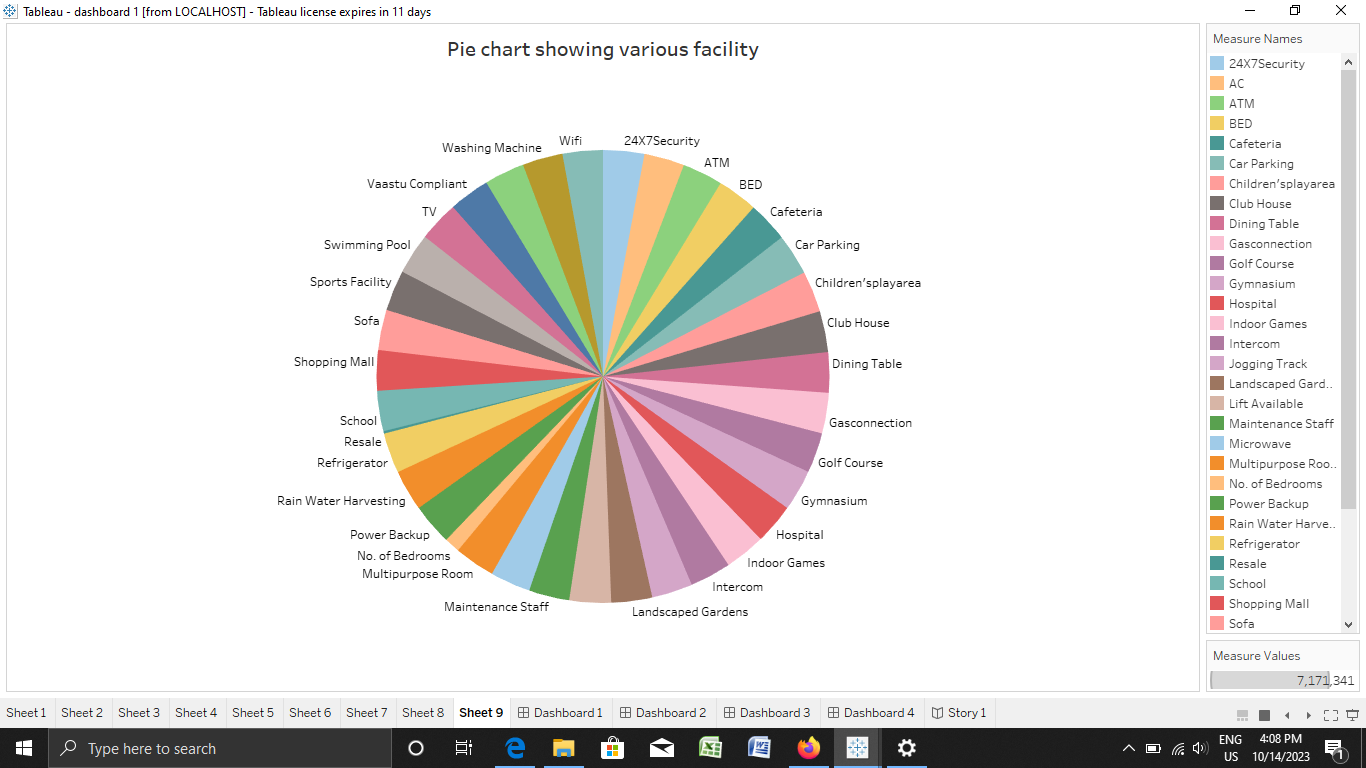 Tableau - dashboard 1 [from LOCALHOST] - Tableau license expires in 11 days
Pie chart showing various facility
Washing Machine
Wifi
24X7Security
ATM
Vaastu Compliant
BED
TV
Cafeteria
Swimming Pool
Car Parking
Sports Facility
Children'splayarea
Sofa
Club House
Shopping Mall
Dining Table
School
Gasconnection
Resale
Refrigerator
Golf Course
Rain Water Harvesting
Gymnasium
Power Backup
Hospital
No. of Bedrooms
Indoor Games
Multipurpose Room
Intercom
Maintenance Staff
Landscaped Gardens
Measure Names
24X7Security
AC
ATM
BED
Cafeteria
Car Parking
Children'splayarea
Club House
Dining Table
Gasconnection
Golf Course
Gymnasium
Hospital
Indoor Games
Intercom
Jogging Track
Landscaped Gard..
Lift Available
Maintenance Staff
Microwave
Multipurpose Roo..
No. of Bedrooms
Power Backup
Rain Water Harve..
Refrigerator
Resale
School
Shopping Mall
Sofa
Measure Values
7,171,341
Sheet 1 Sheet 2 Sheet 3 Sheet 4 Sheet 5 Sheet 6 Sheet 7 Sheet 8 Sheet 9 Dashboard 1 Dashboard 2 Dashboard 3 Dashboard 4 Story 1
Type here to search
ENG
US
4:08 PM
10/14/2023
1